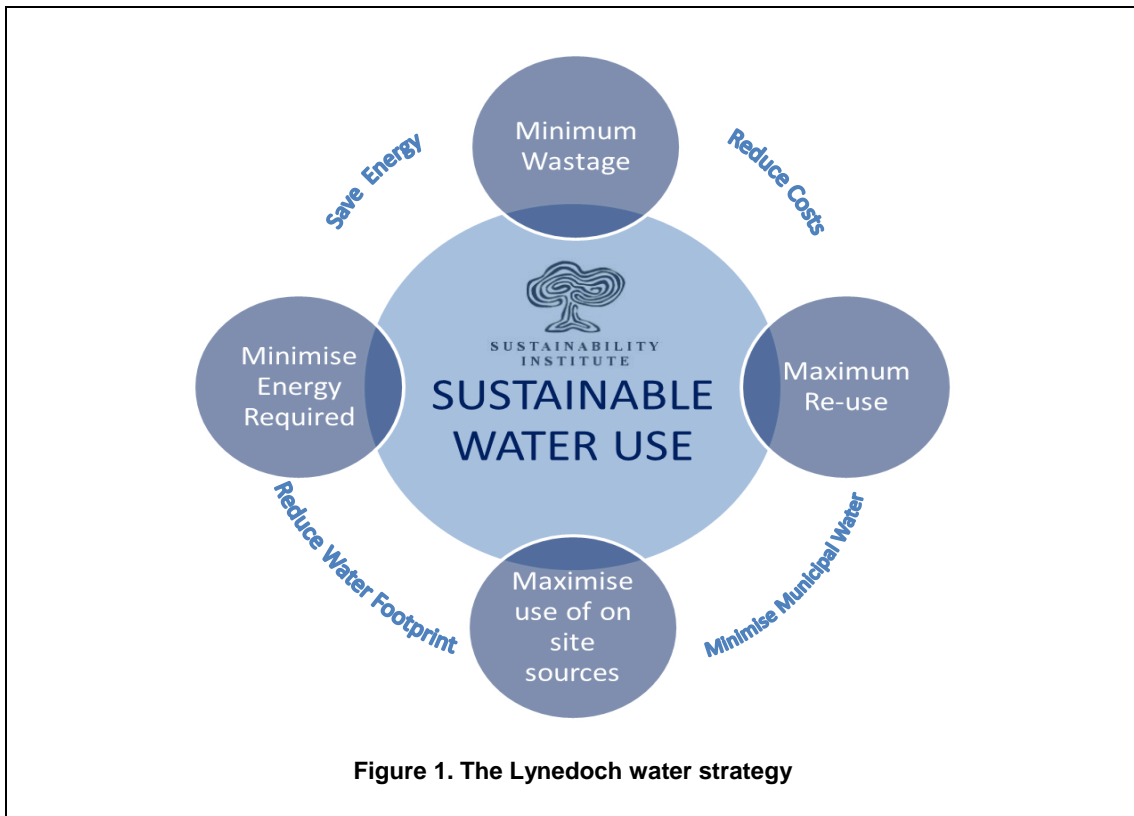 Minimum
Wastage
Save Energy
Reduce Costs
SUSTAINABILITY
INSTITUTE
SUSTAINABLE
WATER USE
Minimise
Energy
Required
Maximum
Re-use
Reduce Water Footprint
Minimise Municipal Water
Maximise
use of on
site
sources
Figure 1. The Lynedoch water strategy